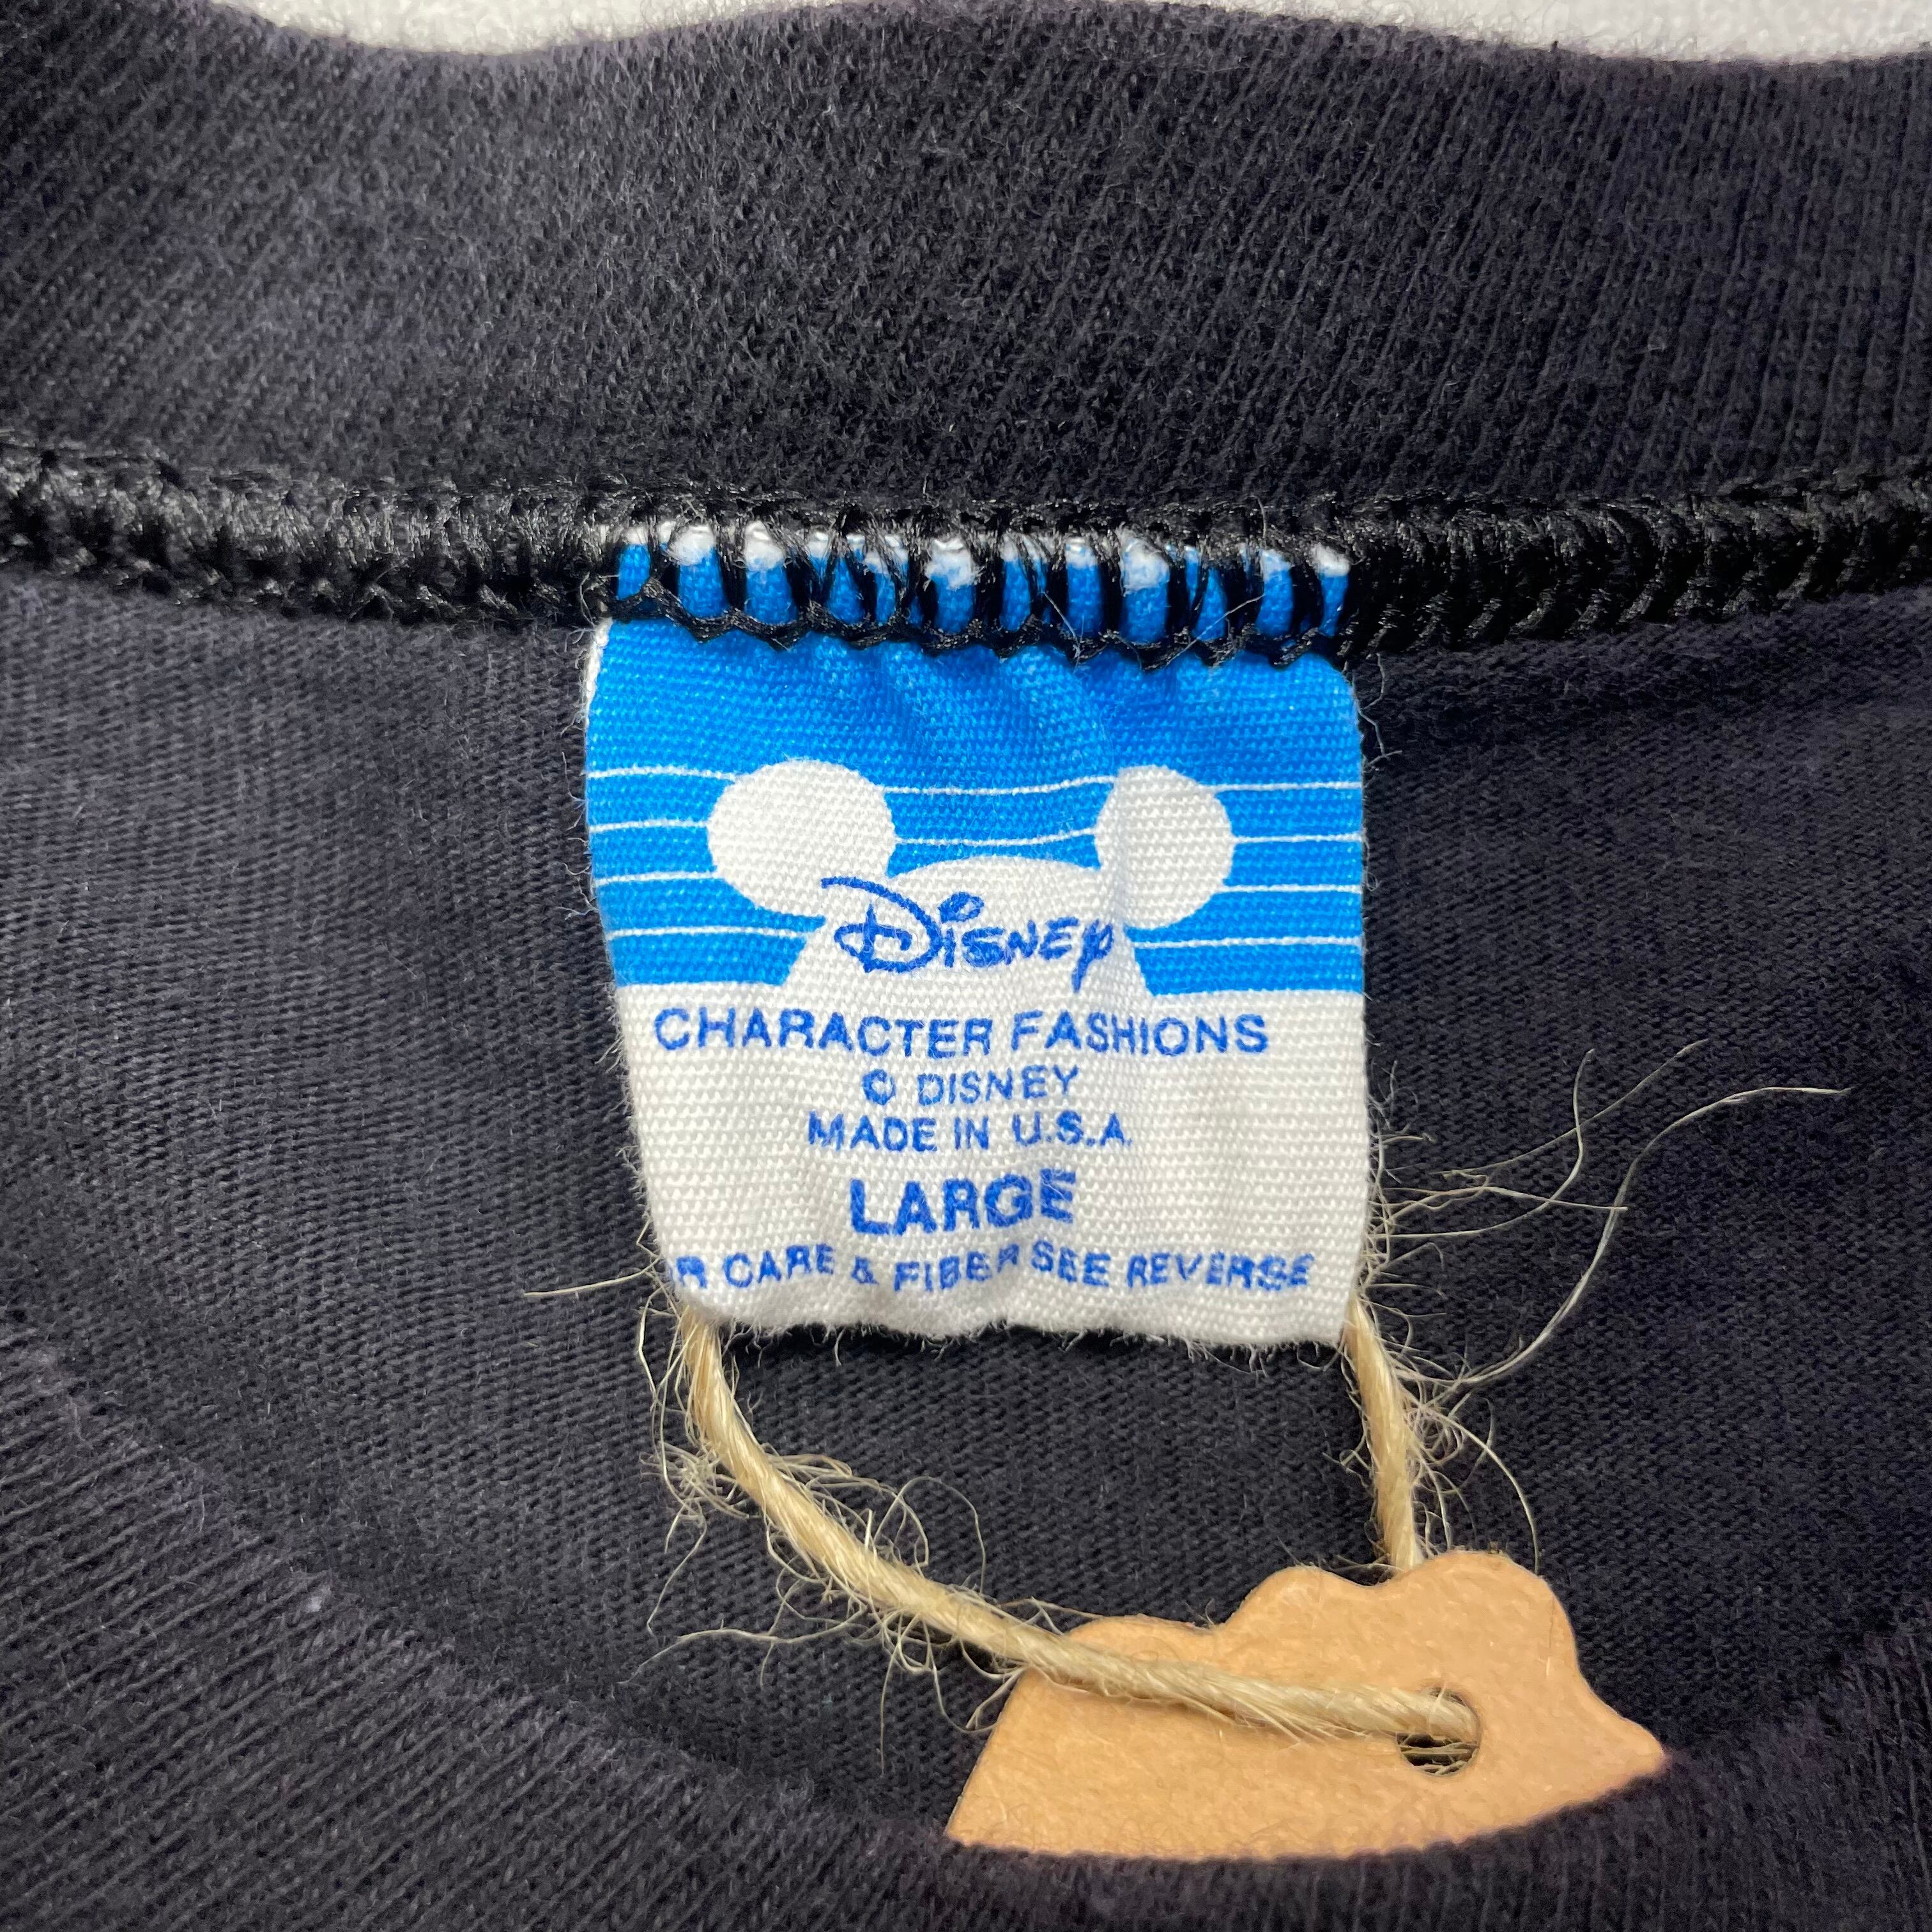 Disney
CHARACTER FASHIONS
© DISNEY
MADE IN U.S.A.
LARGE
CARE & FIBER SEE REVERSE